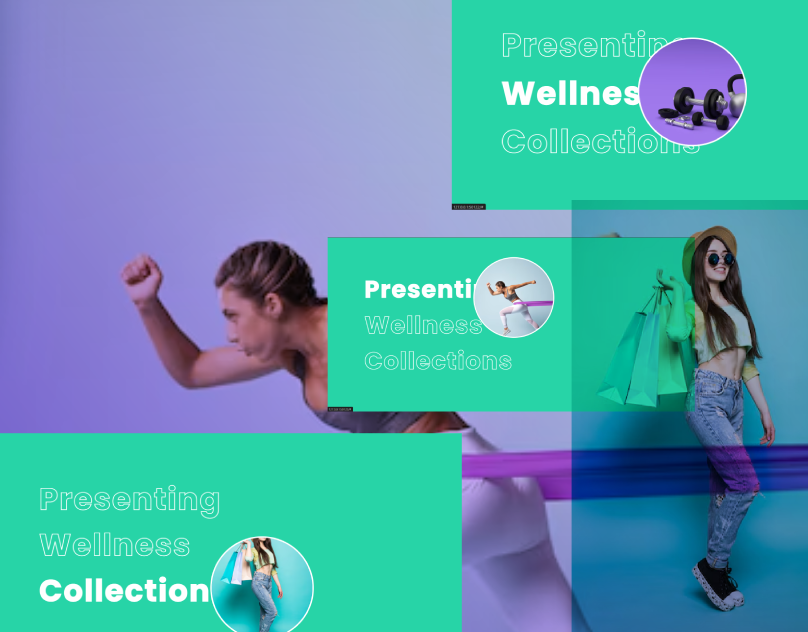 Presenting
Wellnes
Collections
Presenti
Wellness
Collections
Presenting
Wellness
Collection